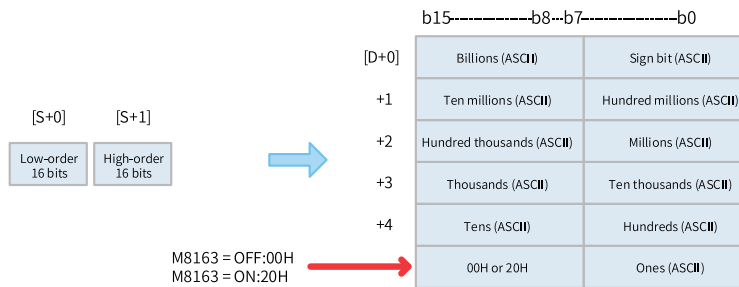 b15--------------b8---b7-----------------b0
[D+0] Billions (ASCII) Sign bit (ASCII)
+1 Ten millions (ASCII) Hundred millions (ASCII)
[S+0] [S+1]
+2 Hundred thousands (ASCII) Millions (ASCII)
Low-order High-order
16 bits 16 bits
+3 Thousands (ASCII) Ten thousands (ASCII)
+4 Tens (ASCII) Hundreds (ASCII)
M8163 = OFF:00H
M8163 = ON:20H
00H or 20H Ones (ASCII)